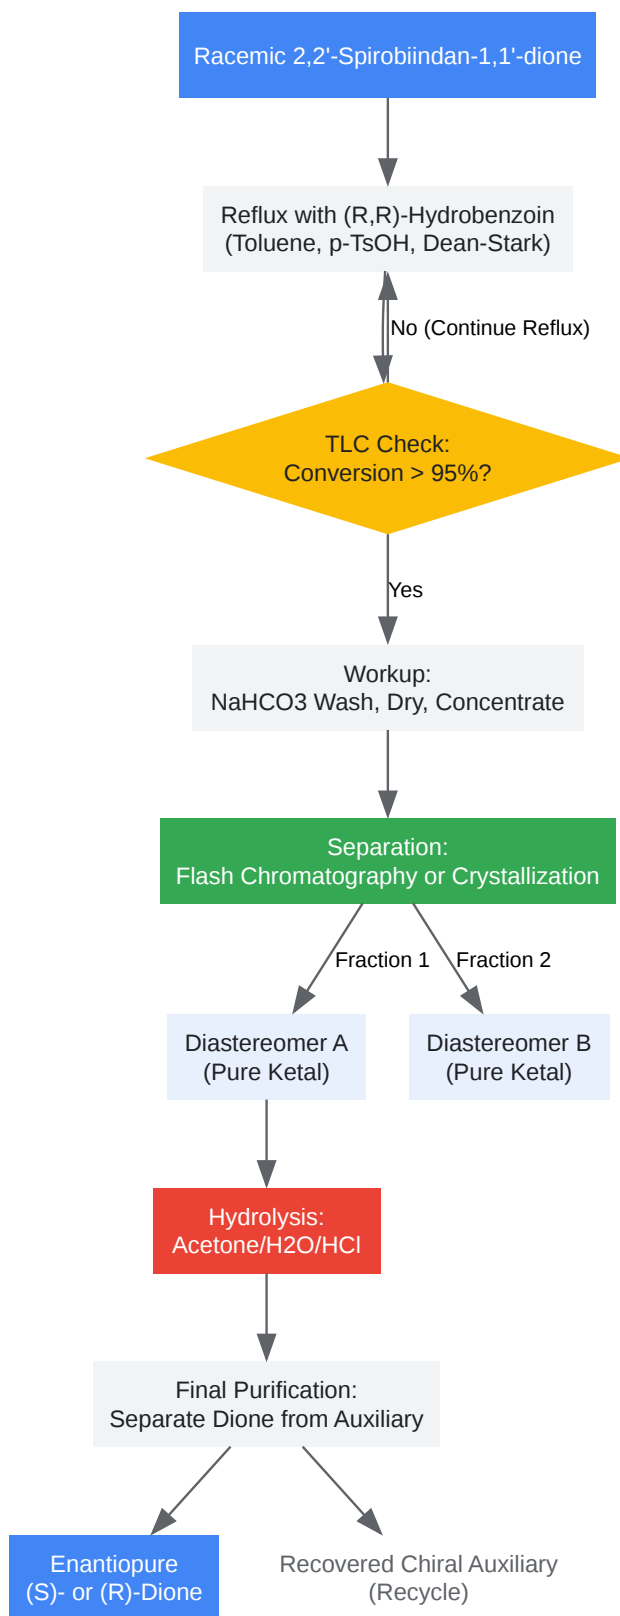 Racemic 2,2'-Spirobiindan-1,1'-dione
Reflux with (R,R)-Hydrobenzoin
(Toluene, p-TsOH, Dean-Stark)
No (Continue Reflux)
TLC Check:
Conversion > 95%?
Yes
Workup:
NaHCO3 Wash, Dry, Concentrate
Separation:
Flash Chromatography or Crystallization
Fraction 1
Fraction 2
Diastereomer A
(Pure Ketal)
Diastereomer B
(Pure Ketal)
Hydrolysis:
Acetone/H2O/HCl
Final Purification:
Separate Dione from Auxiliary
Enantiopure
(S)- or (R)-Dione
Recovered Chiral Auxiliary
(Recycle)